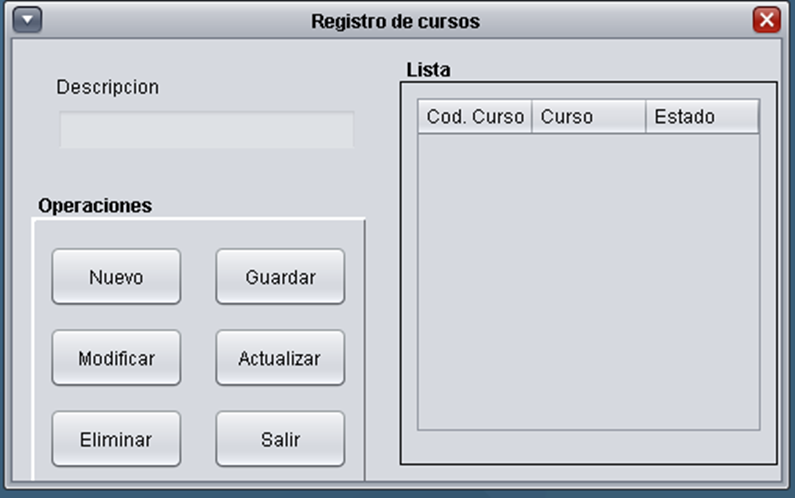 Registro de cursos
Descripcion
Operaciones
Nuevo Guardar
Modificar Actualizar
Eliminar Salir
Lista
Cod. Curso Curso Estado